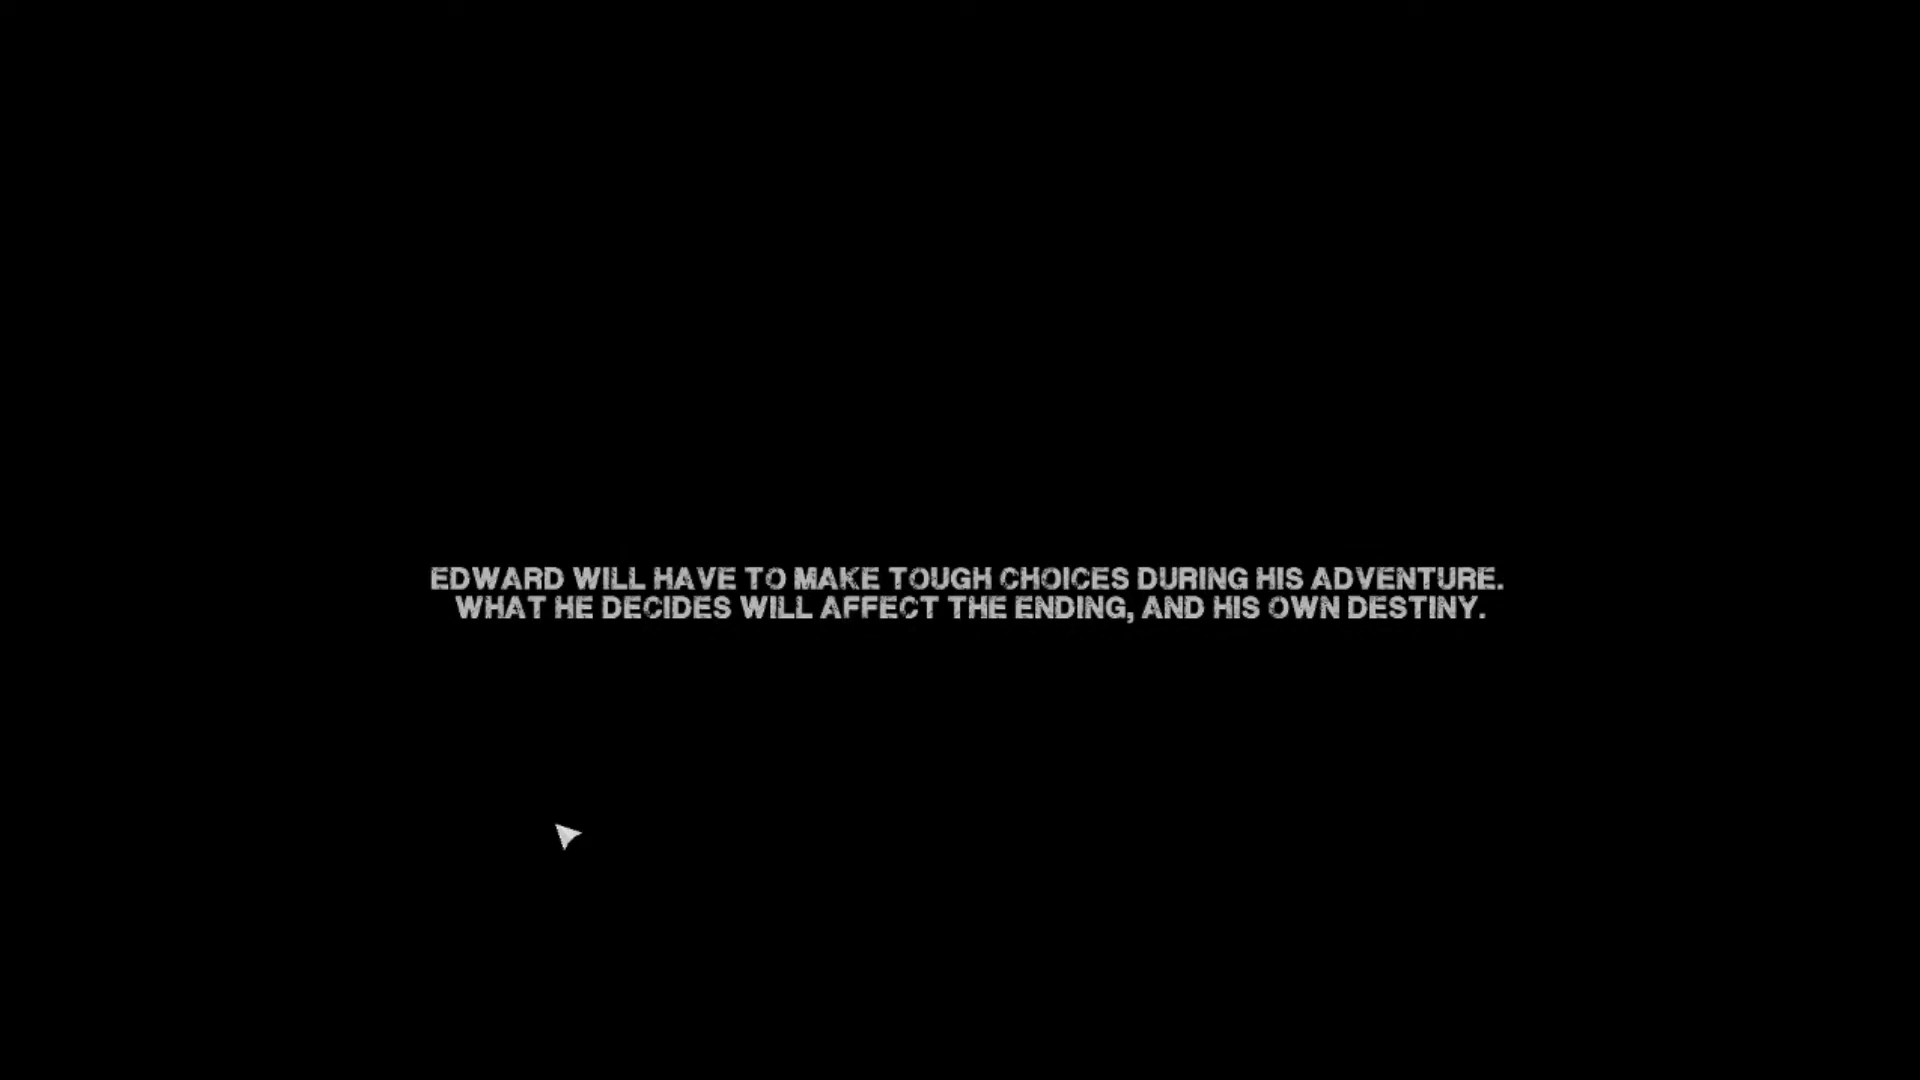 EDWARD WILL HAVE TO MAKE TOUGH CHOICES DURING HIS ADVENTURE.
WHAT HE DECIDES WILL AFFECT THE ENDING, AND HIS OWN DESTINY.